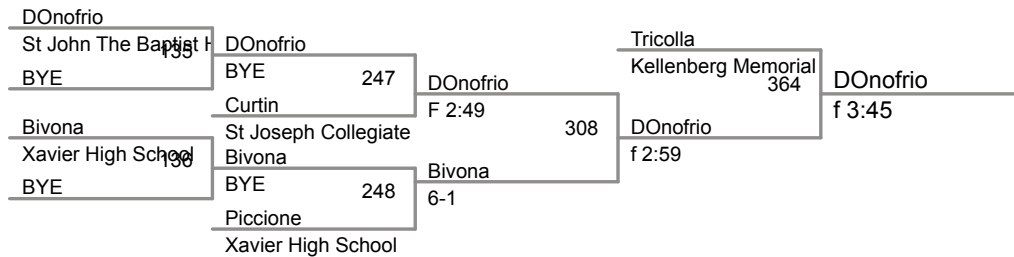 DOnofrio
St John The Baptist H
135
BYE
Bivona
Xavier High School
136
BYE
DOnofrio
BYE
247
Curtin
St Joseph Collegiate
Bivona
BYE
248
Piccione
Xavier High School
DOnofrio
F 2:49
308
Bivona
6-1
Tricolla
Kellenberg Memorial
364
DOnofrio
f 2:59
DOnofrio
f 3:45